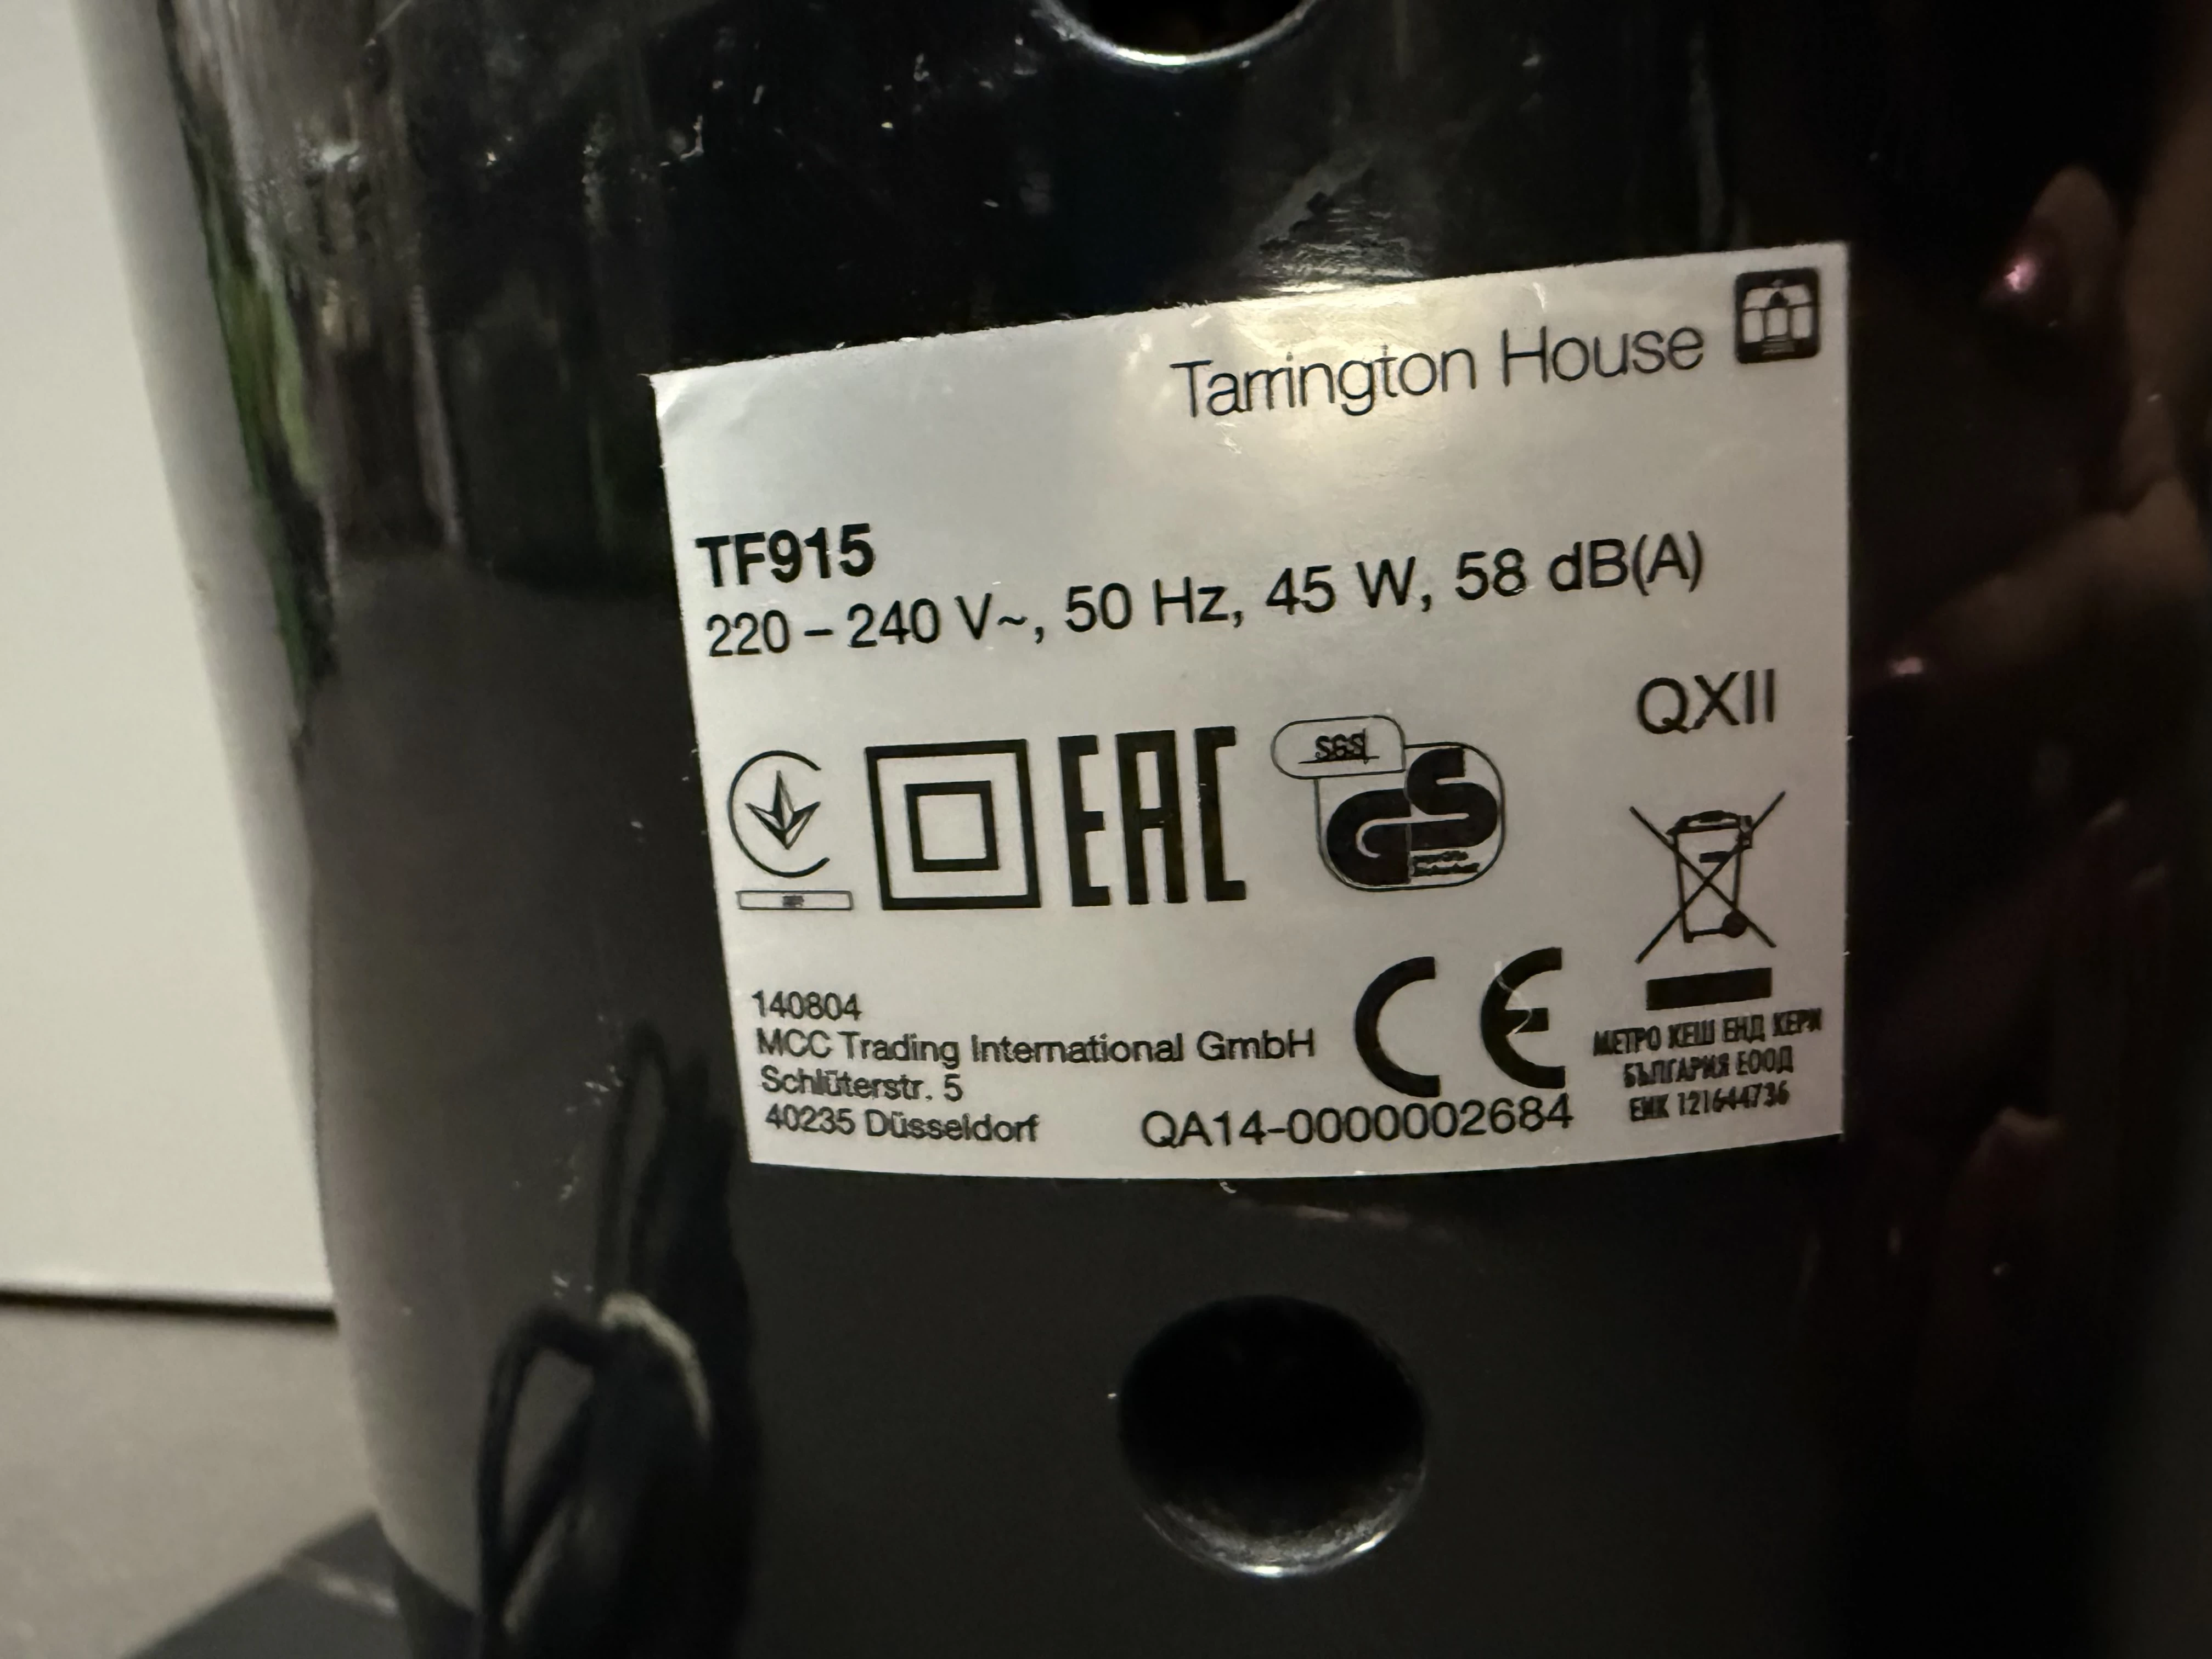 Tarrington House
TF915
220 – 240 V~, 50 Hz, 45 W, 58 dB(A)
QXII
EAC
SGS
GS
140804
MCC Trading International GmbH
Schlüterstr. 5
40235 Düsseldorf
CE
QA14-0000002684
МЕТРО КЕШ ЕНД КЕРИ
БЪЛГАРИЯ ЕООД
ЕИК 121644736